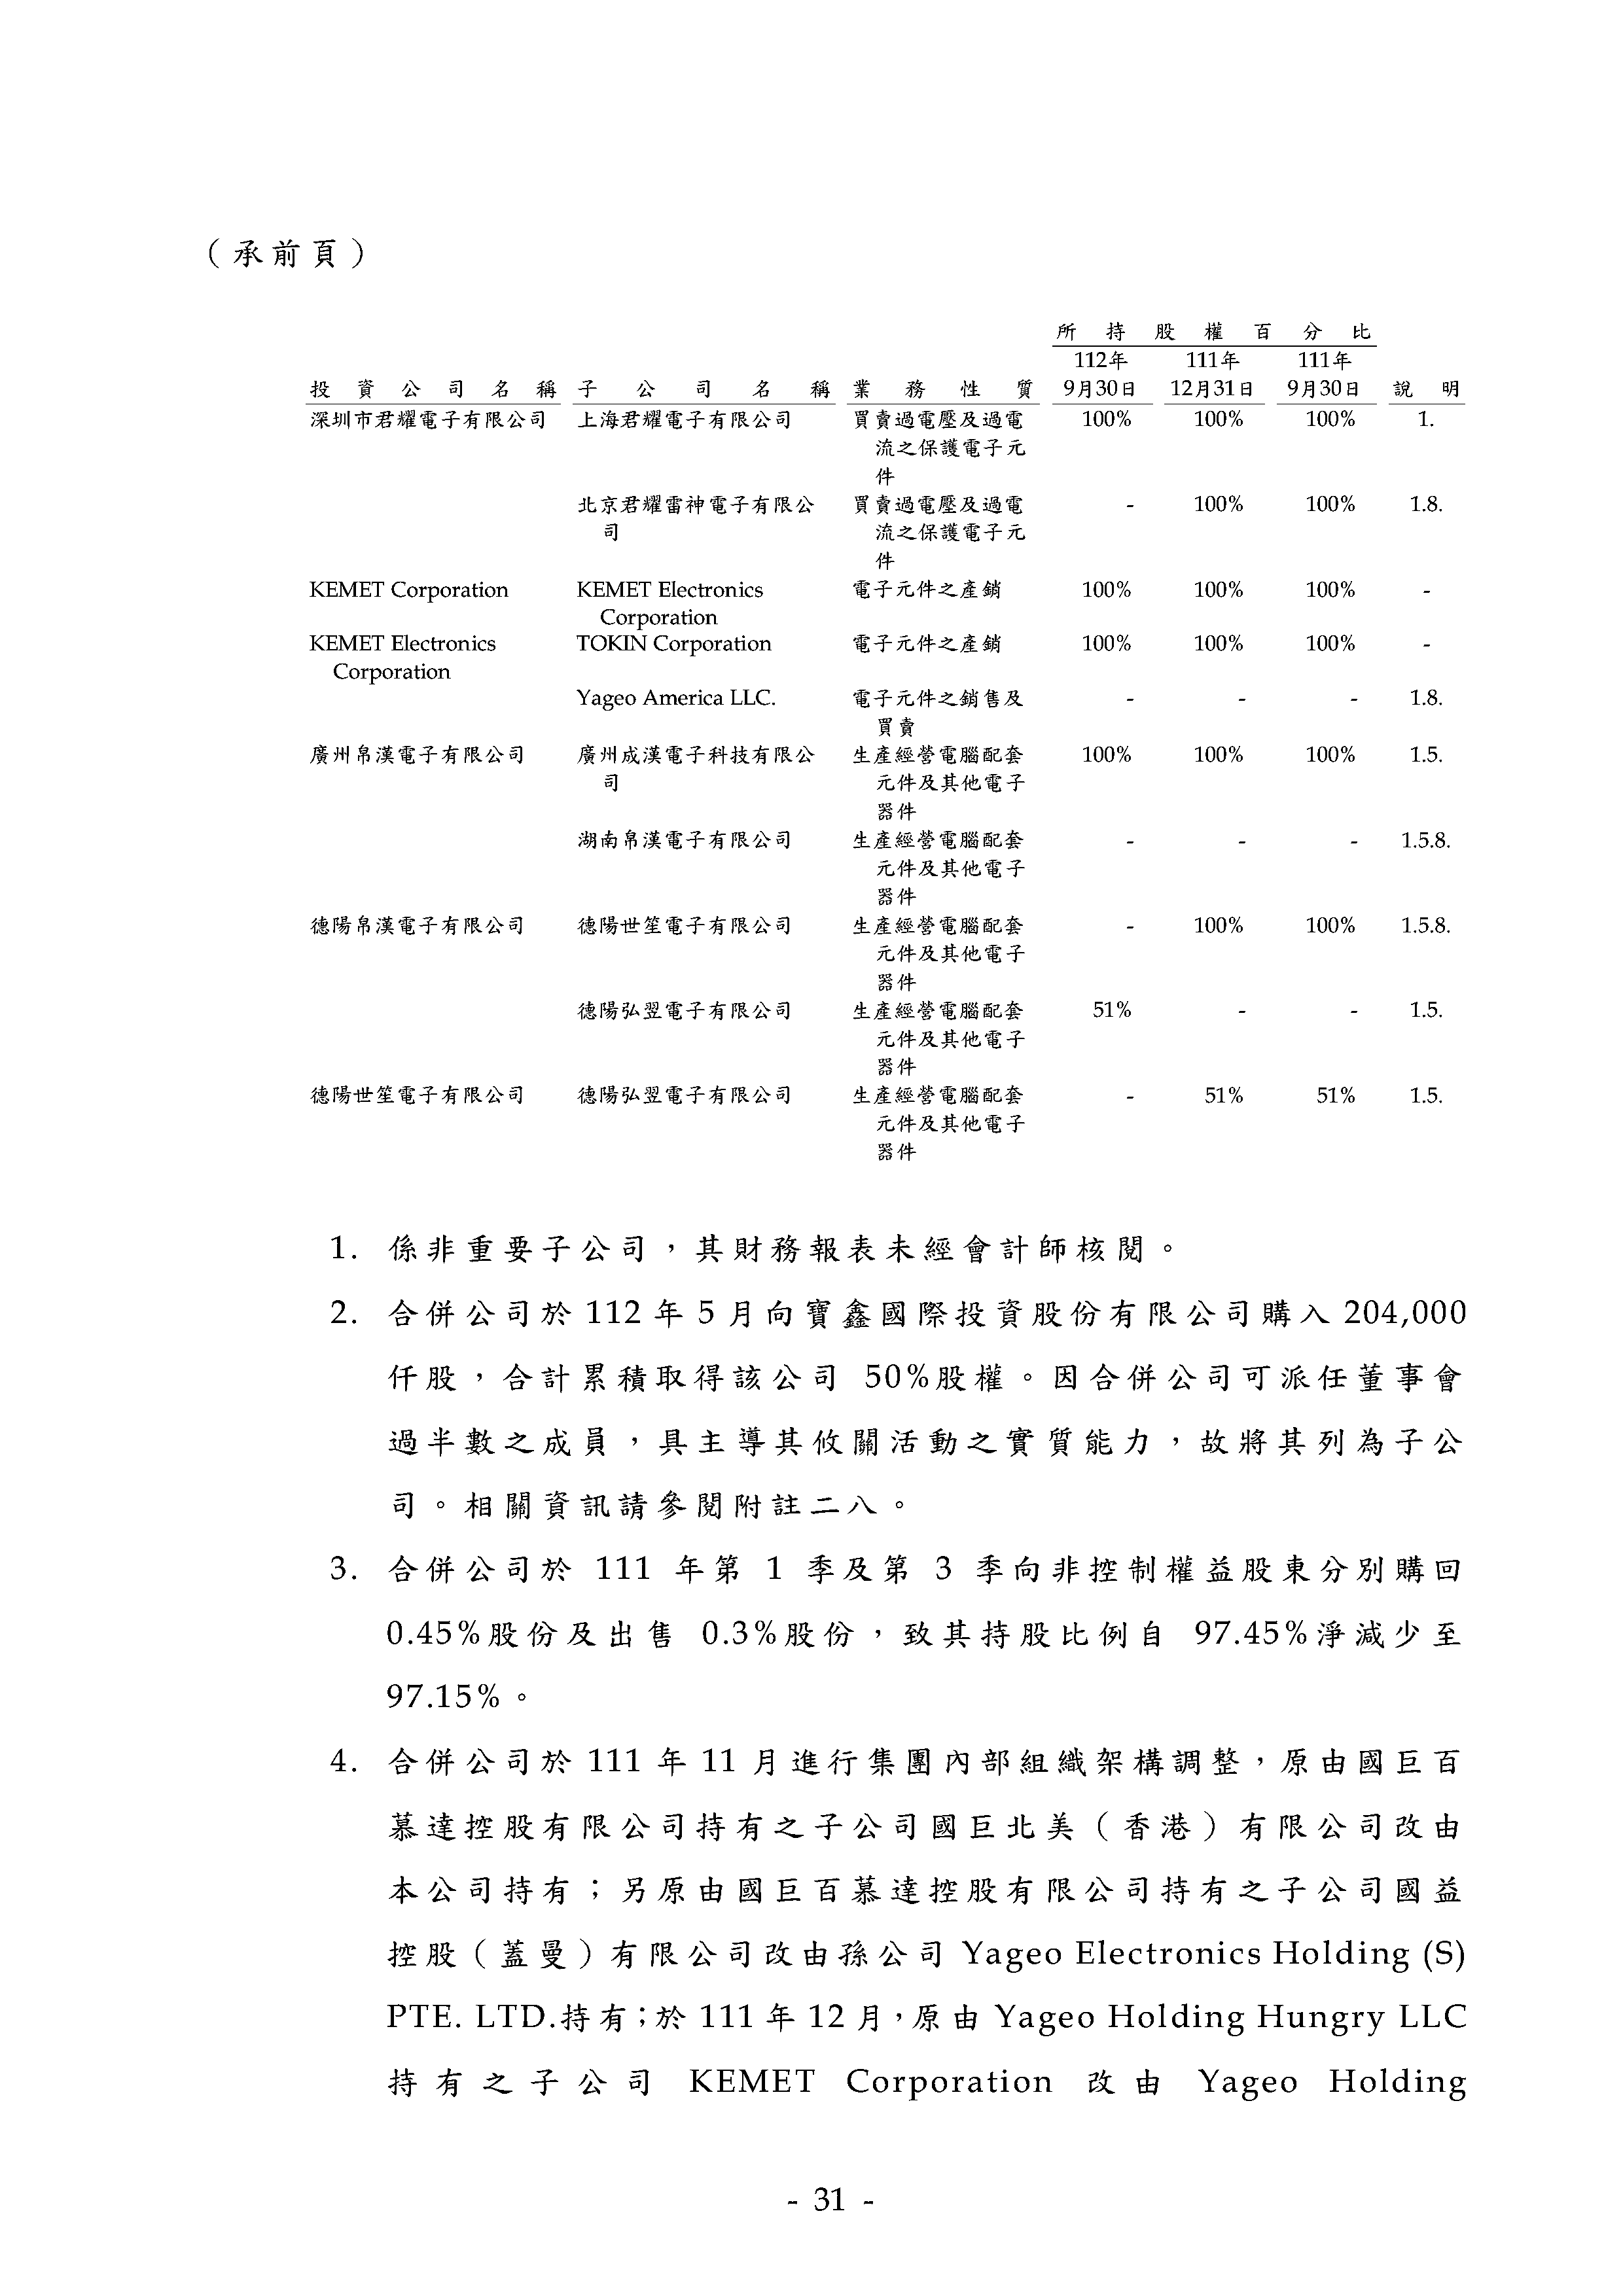 （承前頁）
所持股權百分比
112年 111年 111年
投資公司名稱 子公司名稱 業務性質 9月30日 12月31日 9月30日 說明
深圳市君耀電子有限公司 上海君耀電子有限公司 買賣過電壓及過電 100% 100% 100% 1.
流之保護電子元
件
北京君耀雷神電子有限公 買賣過電壓及過電 - 100% 100% 1.8.
司 流之保護電子元
件
KEMET Corporation KEMET Electronics 電子元件之產銷 100% 100% 100% -
Corporation
KEMET Electronics TOKIN Corporation 電子元件之產銷 100% 100% 100% -
Corporation
Yageo America LLC. 電子元件之銷售及 - - - 1.8.
買賣
廣州帛漢電子有限公司 廣州成漢電子科技有限公 生產經營電腦配套 100% 100% 100% 1.5.
司 元件及其他電子
器件
湖南帛漢電子有限公司 生產經營電腦配套 - - - 1.5.8.
元件及其他電子
器件
德陽帛漢電子有限公司 德陽世笙電子有限公司 生產經營電腦配套 - 100% 100% 1.5.8.
元件及其他電子
器件
德陽弘翌電子有限公司 生產經營電腦配套 51% - - 1.5.
元件及其他電子
器件
德陽世笙電子有限公司 德陽弘翌電子有限公司 生產經營電腦配套 - 51% 51% 1.5.
元件及其他電子
器件
1. 係非重要子公司，其財務報表未經會計師核閱。
2. 合併公司於 112 年 5 月向寶鑫國際投資股份有限公司購入 204,000
仟股，合計累積取得該公司 50%股權。因合併公司可派任董事會
過半數之成員，具主導其攸關活動之實質能力，故將其列為子公
司。相關資訊請參閱附註二八。
3. 合併公司於 111 年第 1 季及第 3 季向非控制權益股東分別購回
0.45%股份及出售 0.3%股份，致其持股比例自 97.45%淨減少至
97.15%。
4. 合併公司於 111 年 11 月進行集團內部組織架構調整，原由國巨百
慕達控股有限公司持有之子公司國巨北美（香港）有限公司改由
本公司持有；另原由國巨百慕達控股有限公司持有之子公司國益
控股（蓋曼）有限公司改由孫公司 Yageo Electronics Holding (S)
PTE. LTD.持有；於 111 年 12 月，原由 Yageo Holding Hungry LLC
持有之子公司 KEMET Corporation 改由 Yageo Holding
- 31 -